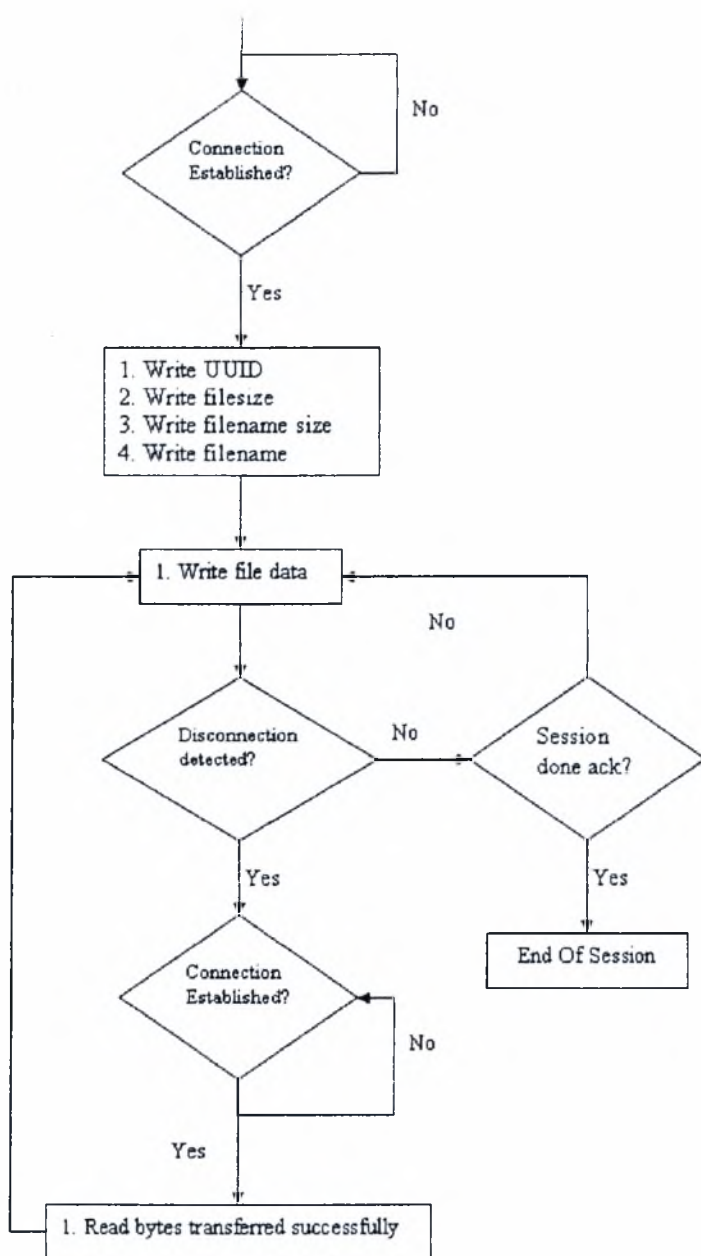 No
Connection
Established?
Yes
1. Write UUID
2. Write filesize
3. Write filename size
4. Write filename
1. Write file data
No
Disconnection
detected?
No
Session
done ack?
Yes
Yes
End Of Session
Connection
Established?
No
Yes
1. Read bytes transferred successfully